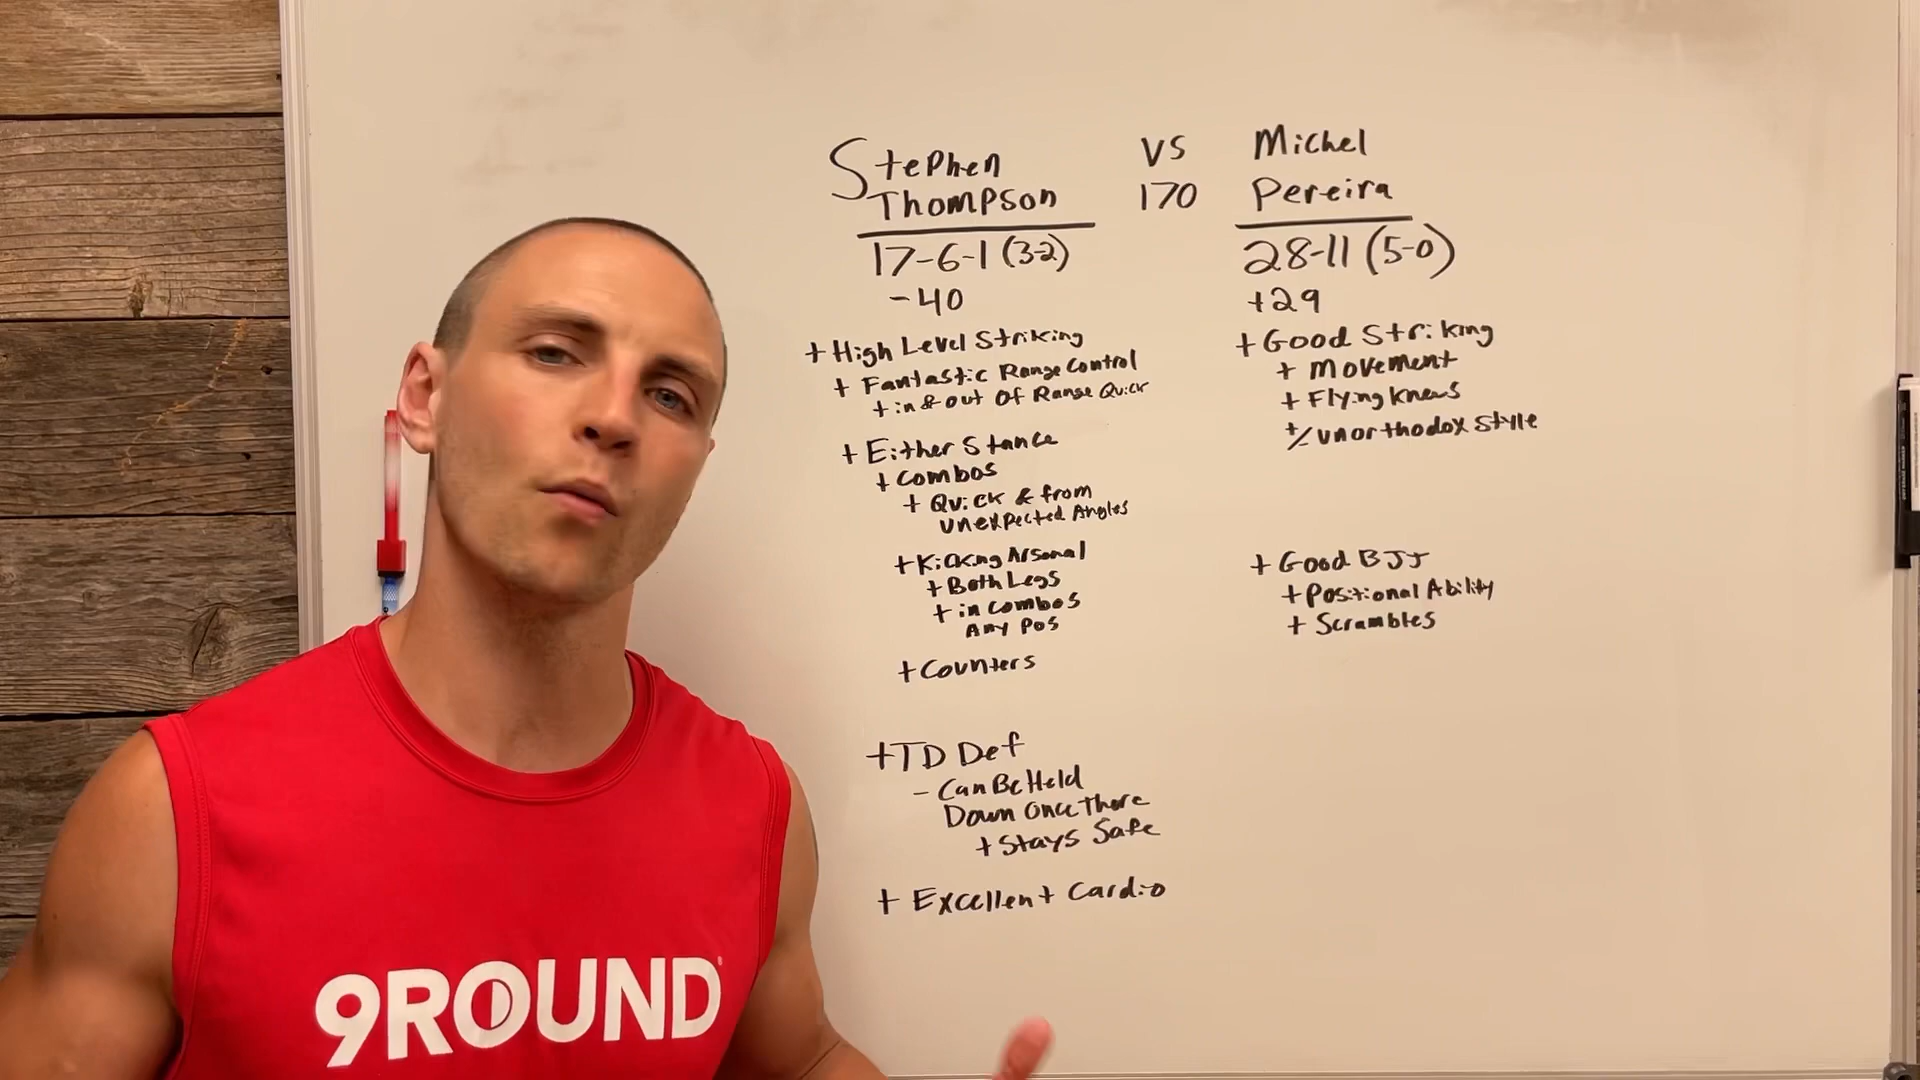 Stephen
Thompson
17-6-1 (3-2)
-40
+ High Level Striking
+ Fantastic Range Control
+ in & out Of Range Quick
+ Either Stance
+ Combos
+ Quick & from
unexpected Angles
+ Kicking Arsenal
+ Both Legs
+ in combos
Any Pos
+ Counters
+TD Def
- Can Be Held
Down Once There
+ Stays Safe
+ Excellent Cardio
VS
170
Michel
Pereira
28-11 (5-0)
+29
+ Good Striking
+ Movement
+ Flying knees
+/- unorthodox Style
+ Good BJJ
+ Positional Ability
+ Scrambles
9ROUND